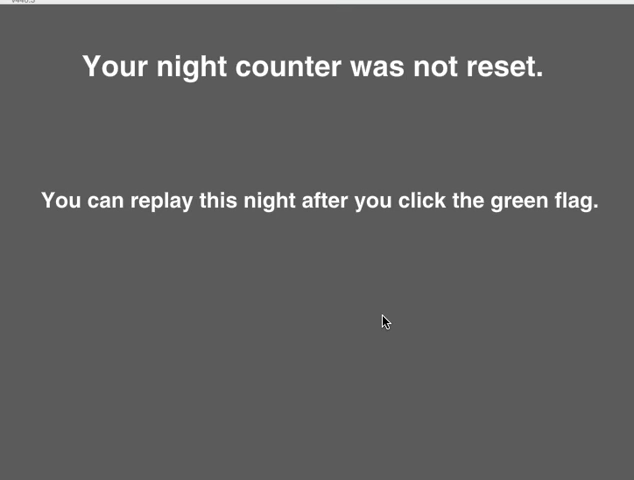 Your night counter was not reset.
You can replay this night after you click the green flag.